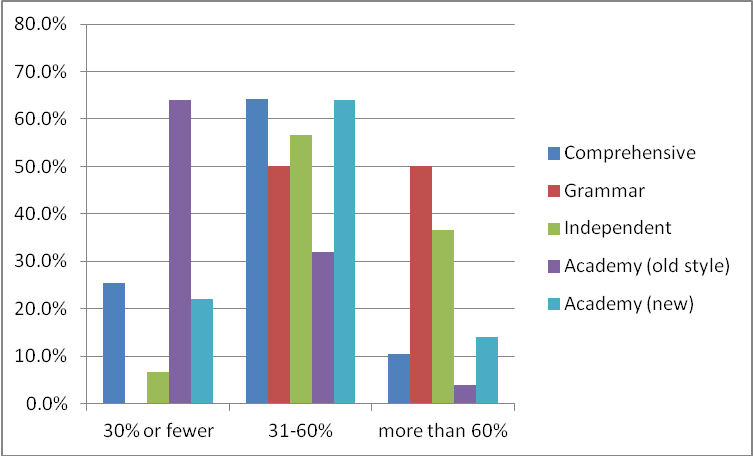 80.0%
70.0%
60.0%
50.0%
40.0%
30.0%
20.0%
10.0%
0.0%
30% or fewer
31-60%
more than 60%
Comprehensive
Grammar
Independent
Academy (old style)
Academy (new)